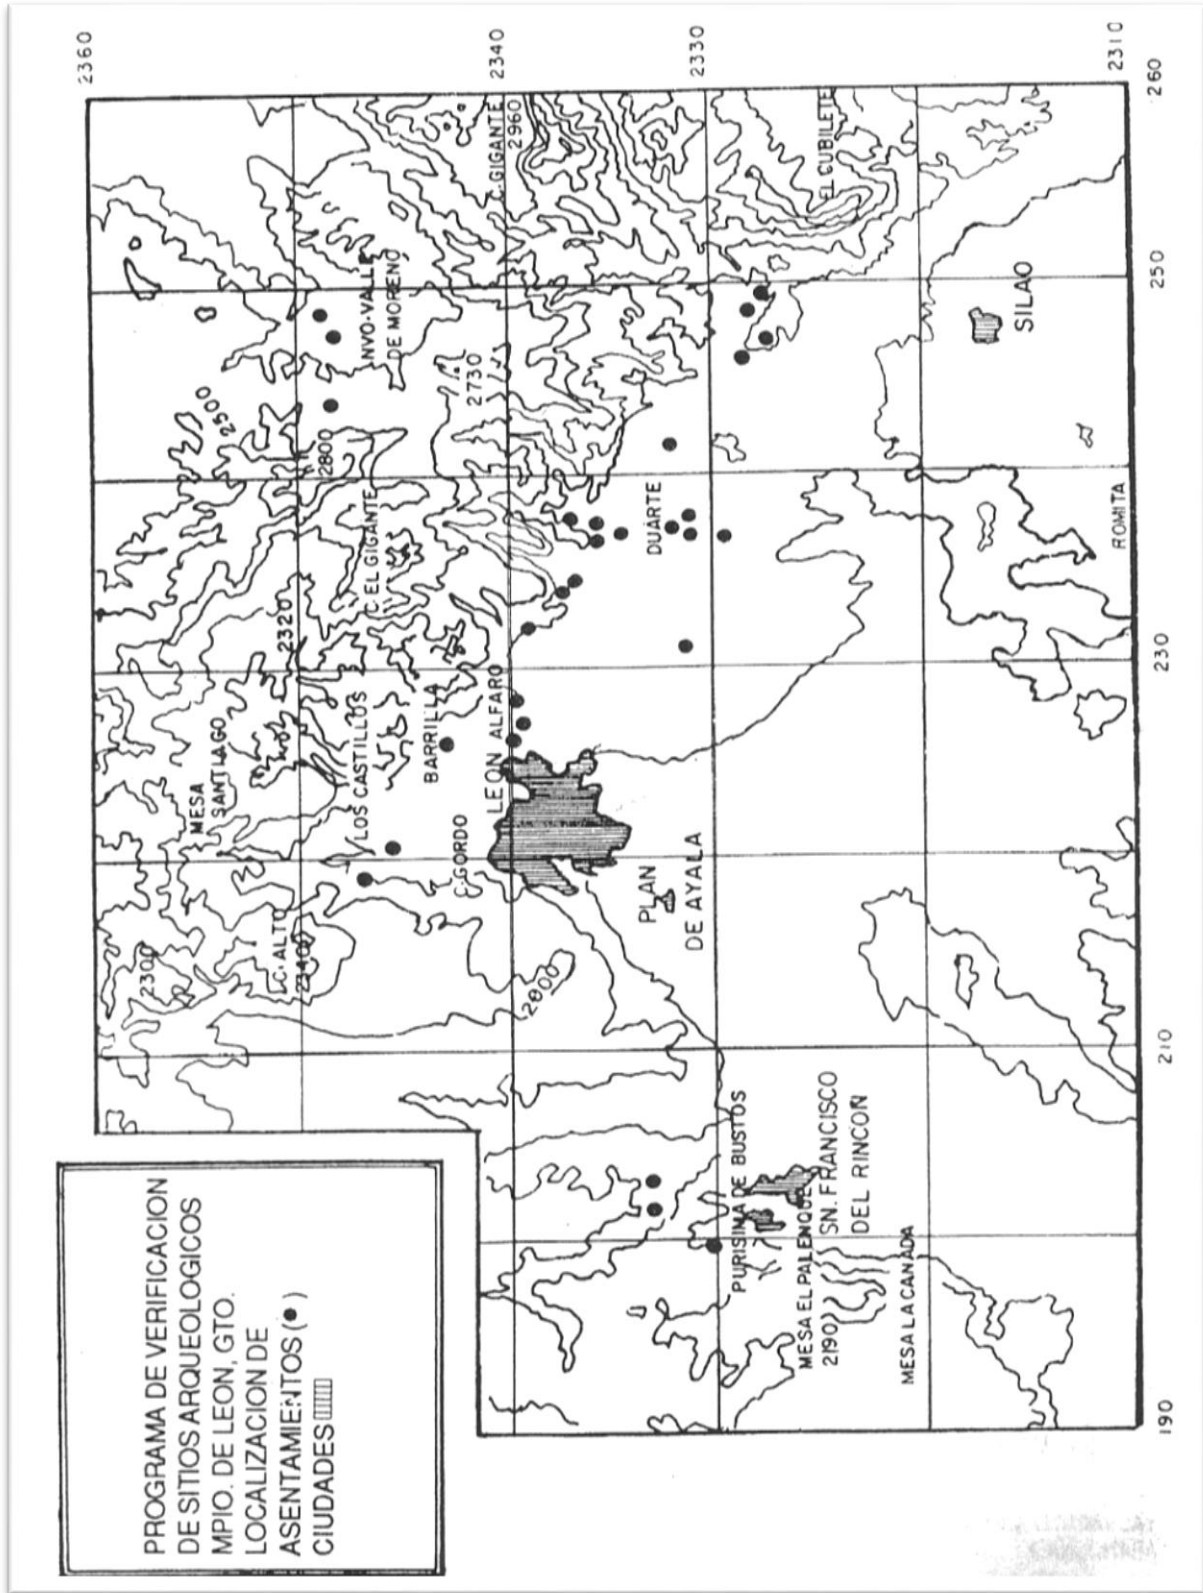 PROGRAMA DE VERIFICACION
DE SITIOS ARQUEOLOGICOS
MPIO. DE LEON, GTO.
LOCALIZACION DE
ASENTAMIENTOS (●)
CIUDADES
2360
2340
2330
2310
190
210
230
250
260
2300
C. ALTO
2340
MESA
SANTIAGO
LOS CASTILLOS
2320
C. EL GIGANTE
2500
2800
NVO. VALLE
DE MORENO
2730
C. GIGANTE
2960
BARRILLA
C. GORDO
LEON ALFARO
2800
PLAN
DE AYALA
DUARTE
EL CUBILETE
SILAO
ROMITA
PURISIMA DE BUSTOS
MESA EL PALENQUE
2190
SN. FRANCISCO
DEL RINCON
MESA LA CANADA